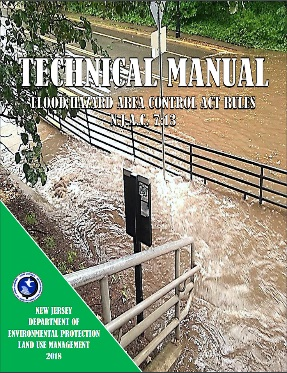 TECHNICAL MANUAL
FLOOD HAZARD AREA CONTROL ACT RULES
N.J.A.C. 7:13
NEW JERSEY
DEPARTMENT OF
ENVIRONMENTAL PROTECTION
LAND USE MANAGEMENT
2018